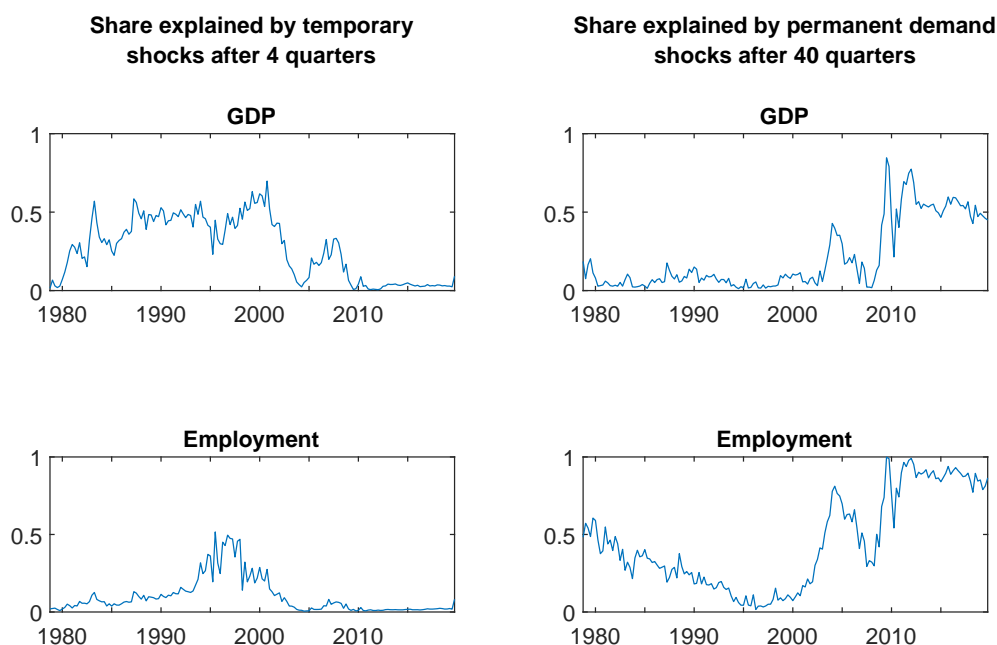 Share explained by temporary
shocks after 4 quarters
Share explained by permanent demand
shocks after 40 quarters
GDP
1
0.5
0
1980 1990 2000 2010
GDP
1
0.5
0
1980 1990 2000 2010
Employment
1
0.5
0
1980 1990 2000 2010
Employment
1
0.5
0
1980 1990 2000 2010